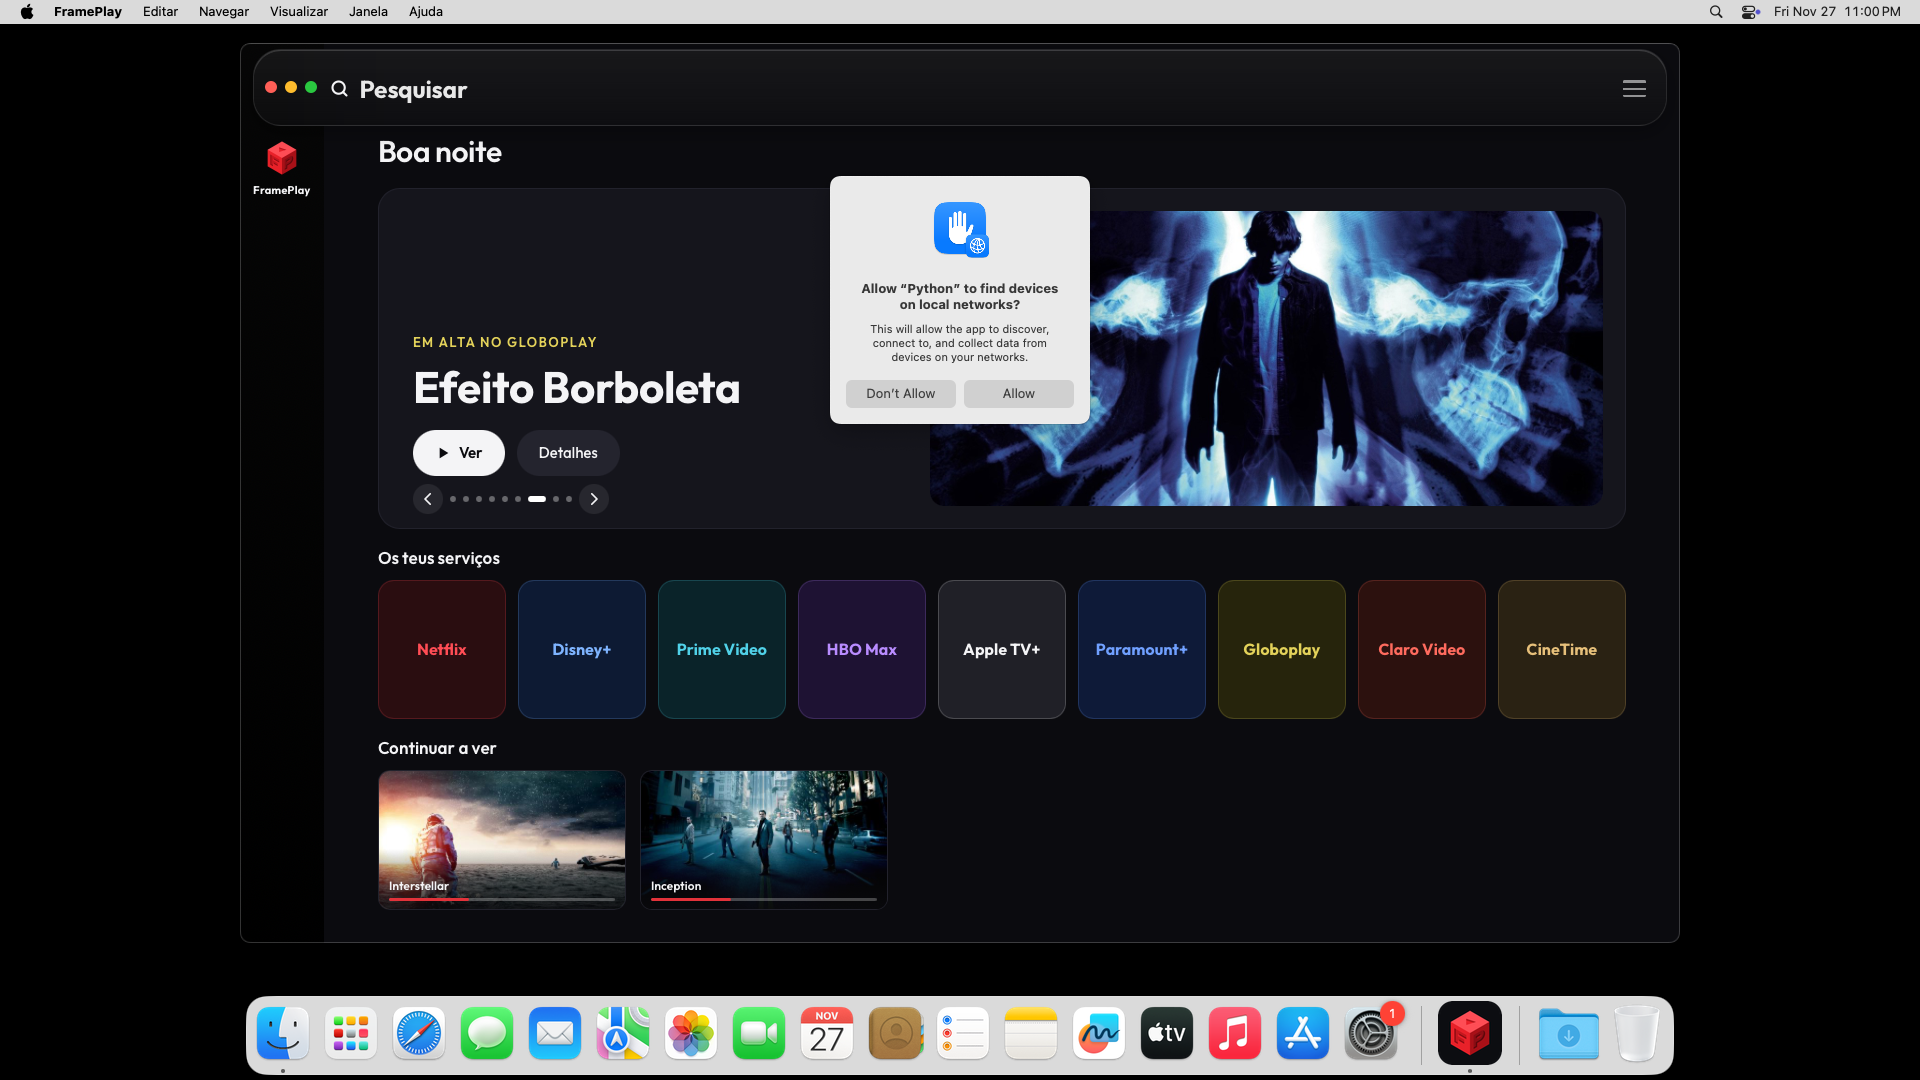 FramePlay Editar Navegar Visualizar Janela Ajuda
Fri Nov 27 11:00 PM
Pesquisar
FramePlay
Boa noite
EM ALTA NO GLOBOPLAY
Efeito Borboleta
Ver
Detalhes
Allow “Python” to find devices
on local networks?
This will allow the app to discover,
connect to, and collect data from
devices on your networks.
Don’t Allow
Allow
Os teus serviços
Netflix
Disney+
Prime Video
HBO Max
Apple TV+
Paramount+
Globoplay
Claro Video
CineTime
Continuar a ver
Interstellar
Inception
NOV
27
tv
1